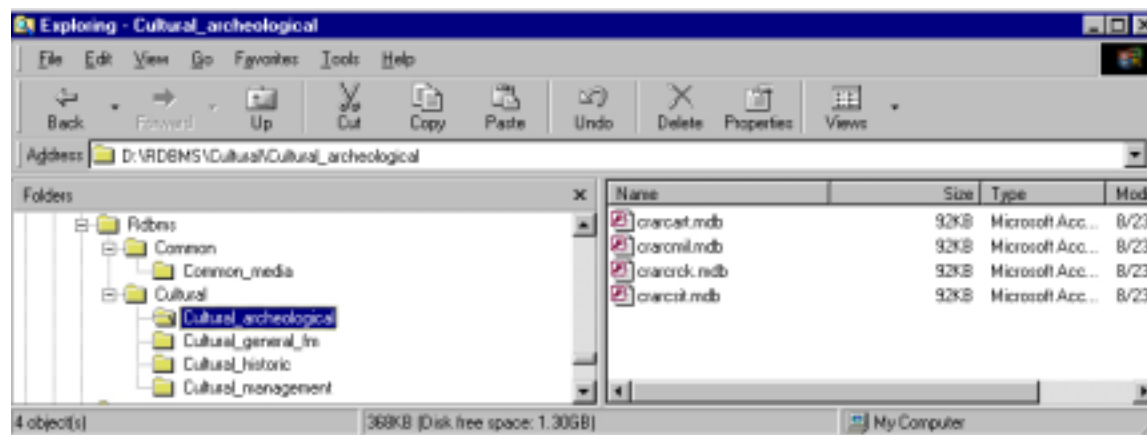 Exploring - Cultural_archeological
File Edit View Go Favorites Tools Help
Back Forward Up Cut Copy Paste Undo Delete Properties Views
Address D:\RDBMS\Cultural\Cultural_archeological
Folders
Rdbms
Common
Common_media
Cultural
Cultural_archeological
Cultural_general_fm
Cultural_historic
Cultural_management
Name Size Type Mod
crarcart.mdb 92KB Microsoft Acc... 8/23
crarcmil.mdb 92KB Microsoft Acc... 8/23
crarcrck.mdb 92KB Microsoft Acc... 8/23
crarcsit.mdb 92KB Microsoft Acc... 8/23
4 object(s) 368KB (Disk free space: 1.30GB) My Computer